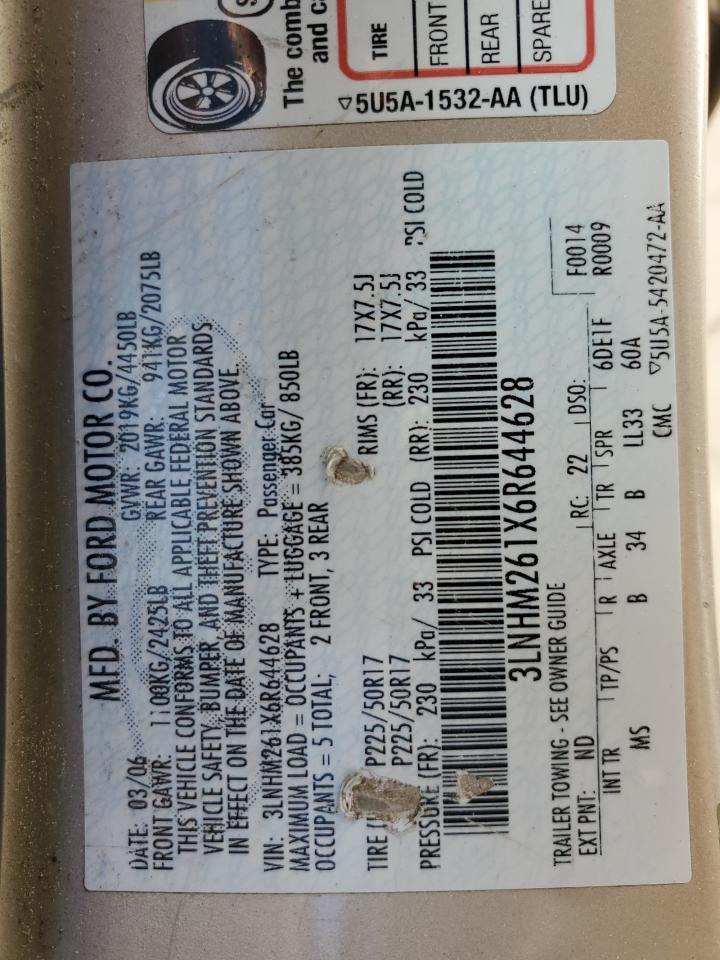 The comb
and ca
TIRE
FRONT
REAR
SPARE
▽5U5A-1532-AA (TLU)
MFD. BY FORD MOTOR CO.
DATE: 03/06 GVWR: 2019KG/4450LB
FRONT GAWR: 1100KG/2425LB REAR GAWR: 941KG/2075LB
THIS VEHICLE CONFORMS TO ALL APPLICABLE FEDERAL MOTOR
VEHICLE SAFETY, BUMPER, AND THEFT PREVENTION STANDARDS
IN EFFECT ON THE DATE OF MANUFACTURE SHOWN ABOVE.
VIN: 3LNHM261X6R644628 TYPE: Passenger Car
MAXIMUM LOAD = OCCUPANTS + LUGGAGE = 385KG/ 850LB
OCCUPANTS = 5 TOTAL; 2 FRONT, 3 REAR
TIRE P225/50R17 RIMS (FR): 17X7.5J
P225/50R17 (RR): 17X7.5J
PRESSURE (FR): 230 kPa/ 33 PSI COLD (RR): 230 kPa/ 33 PSI COLD
3LNHM261X6R644628
TRAILER TOWING - SEE OWNER GUIDE F0014
EXT PNT: ND RC: 22 DSO: R0009
INT TR TP/PS R AXLE TR SPR 6DE1F
MS B 34 B LL33 60A
CMC ▽5U5A-5420472-AA